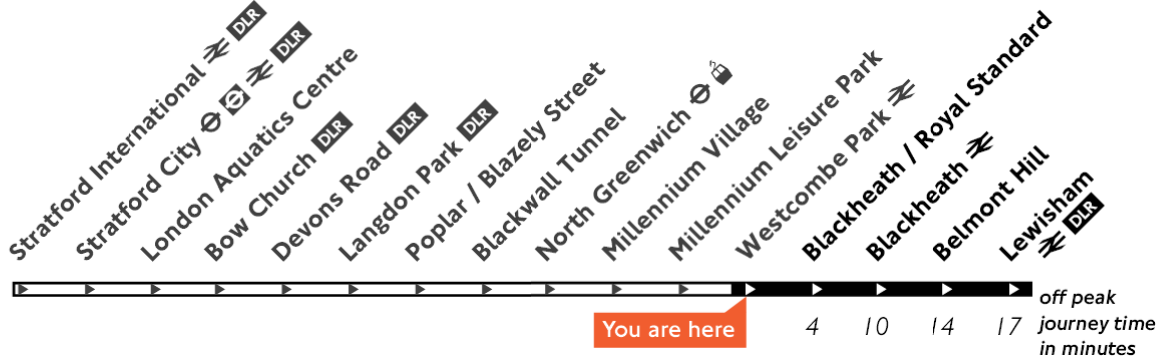 Stratford International DLR
Stratford City DLR
London Aquatics Centre
Bow Church DLR
Devons Road DLR
Langdon Park DLR
Poplar / Blazely Street
Blackwall Tunnel
North Greenwich
Millennium Village
Millennium Leisure Park
Westcombe Park
Blackheath / Royal Standard
Blackheath
Belmont Hill
Lewisham
DLR
You are here
4 10 14 17
off peak
journey time
in minutes